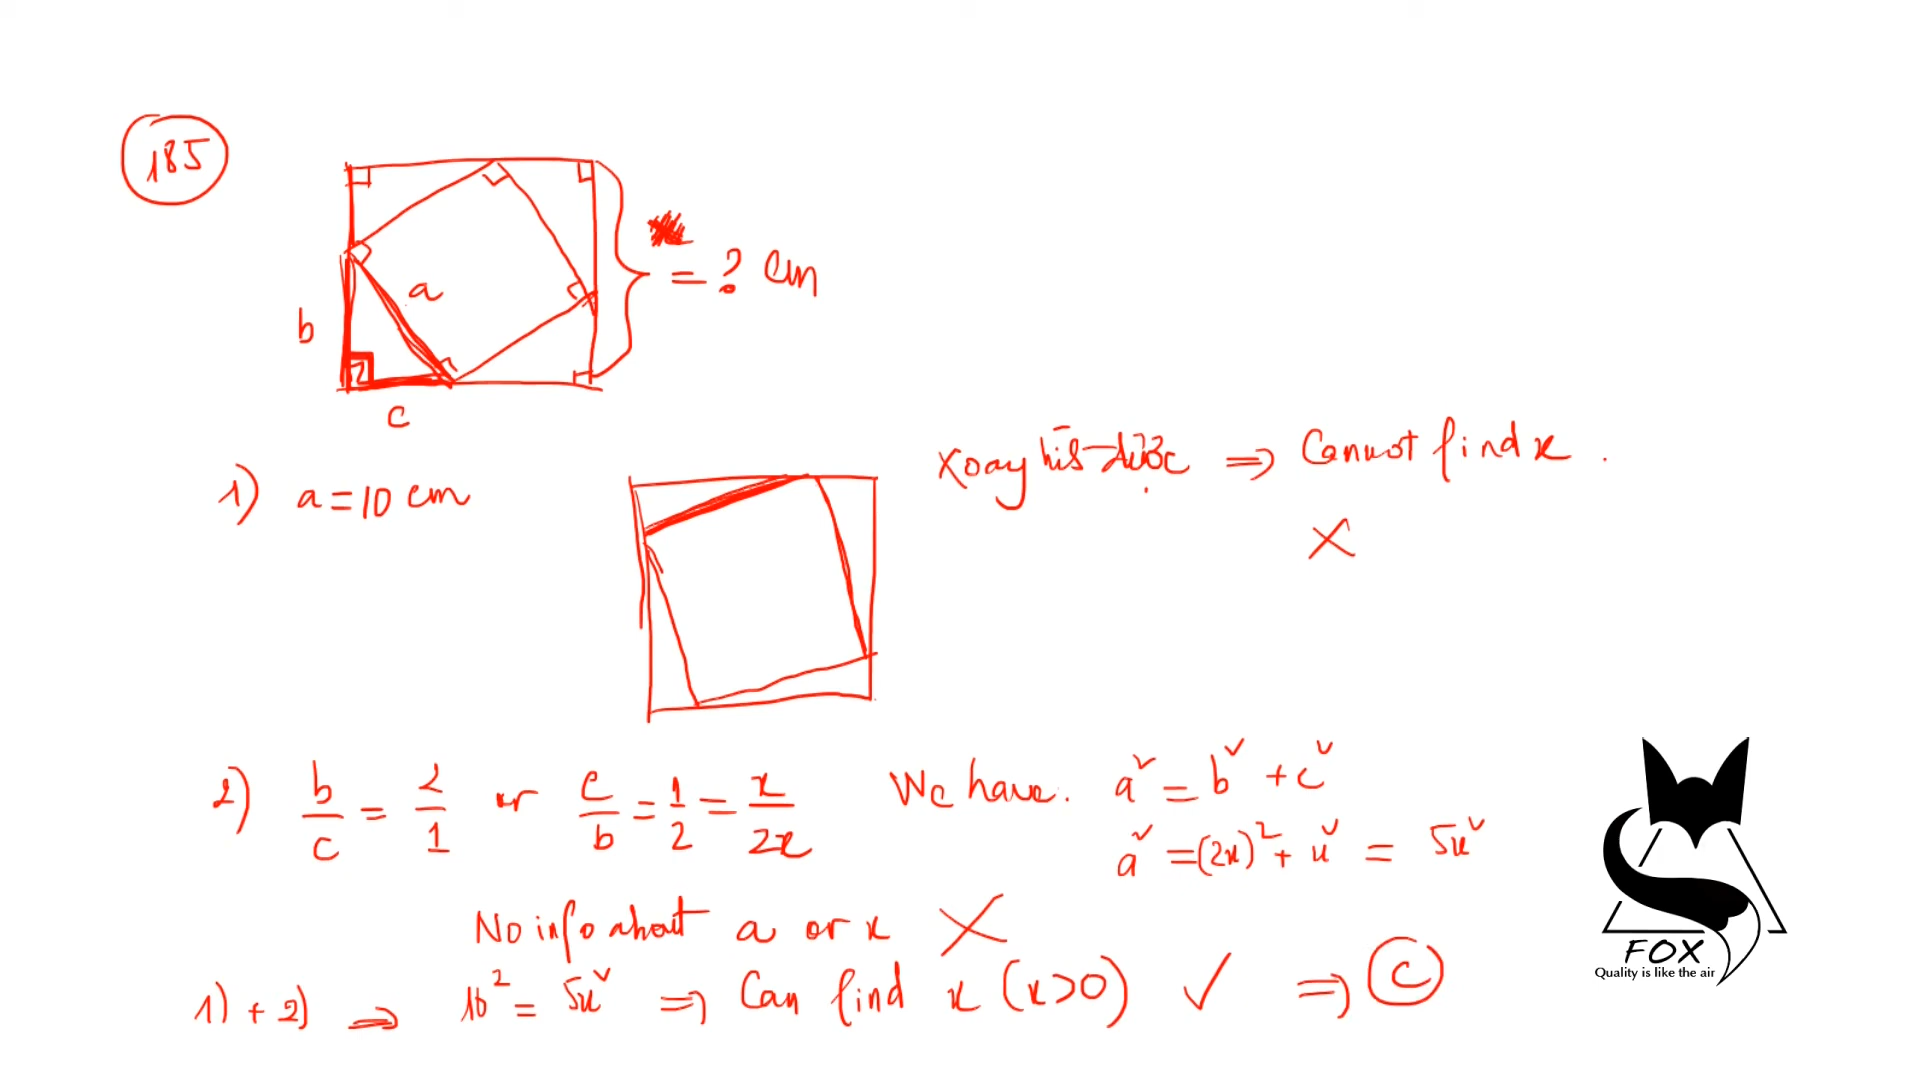 185
= ? cm
a
b
c
1) a = 10 cm
xoay ⇒ Cannot find x .
X
2) b/c = 2/1 or c/b = 1/2 = x/2x We have. a² = b² + c²
a² = (2x)² + x² = 5x²
No info about a or x X
1) + 2) ⇒ 10² = 5x² ⇒ Can find x (x>0) ✓ ⇒ C
FOX
Quality is like the air